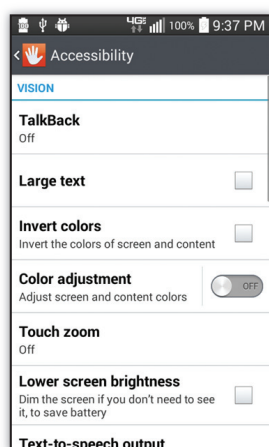 4G 100% 9:37 PM
Accessibility
VISION
TalkBack
Off
Large text
Invert colors
Invert the colors of screen and content
Color adjustment
Adjust screen and content colors
OFF
Touch zoom
Off
Lower screen brightness
Dim the screen if you don't need to see
it, to save battery
Text-to-speech output